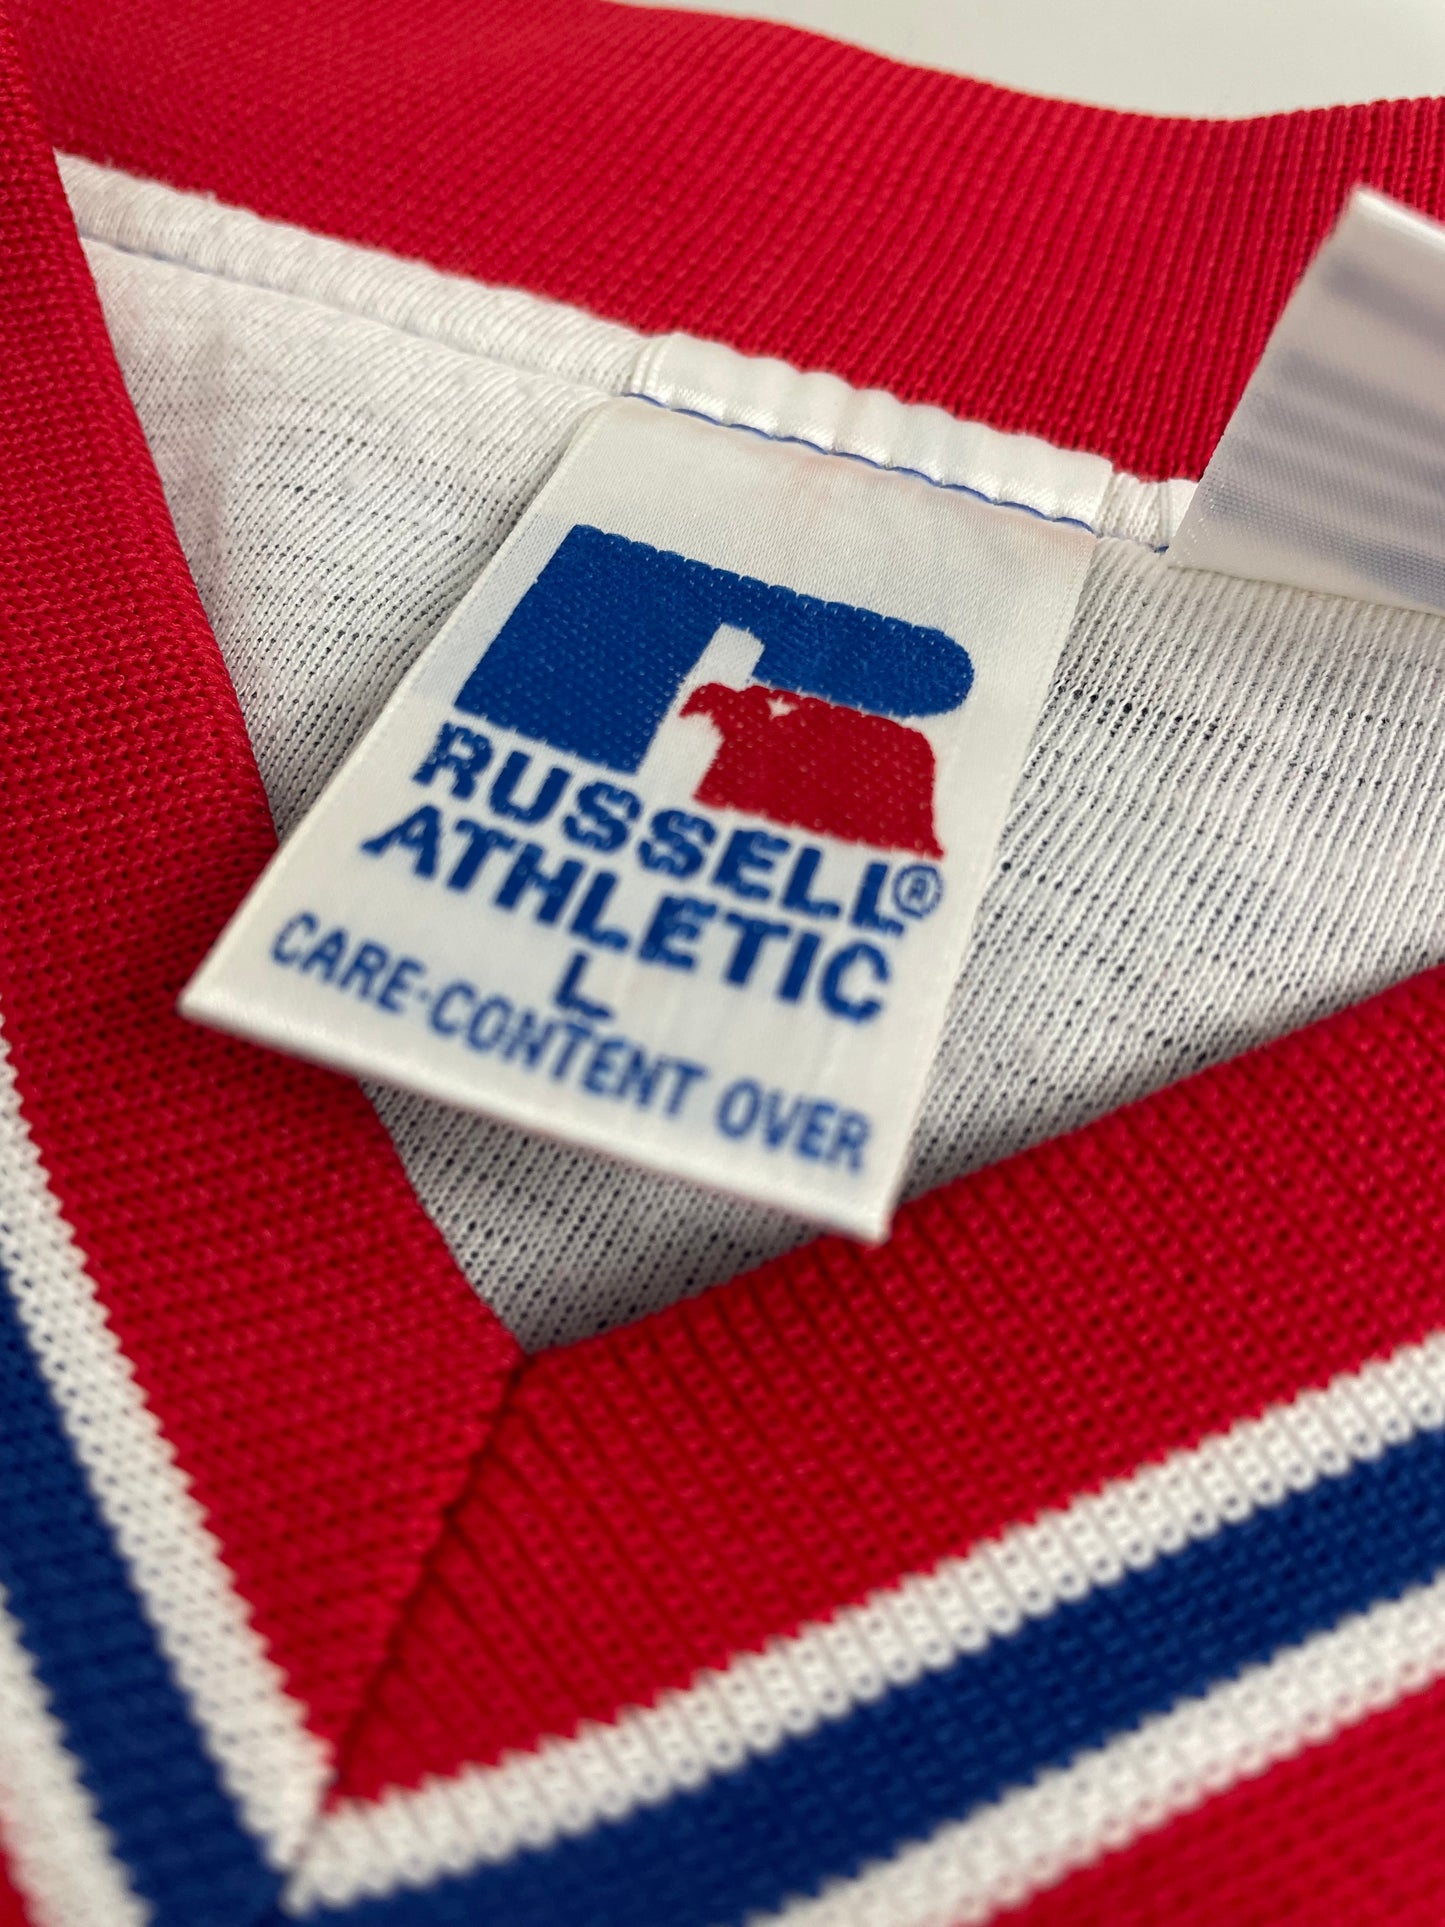 RUSSELL®
ATHLETIC
L
CARE-CONTENT OVER